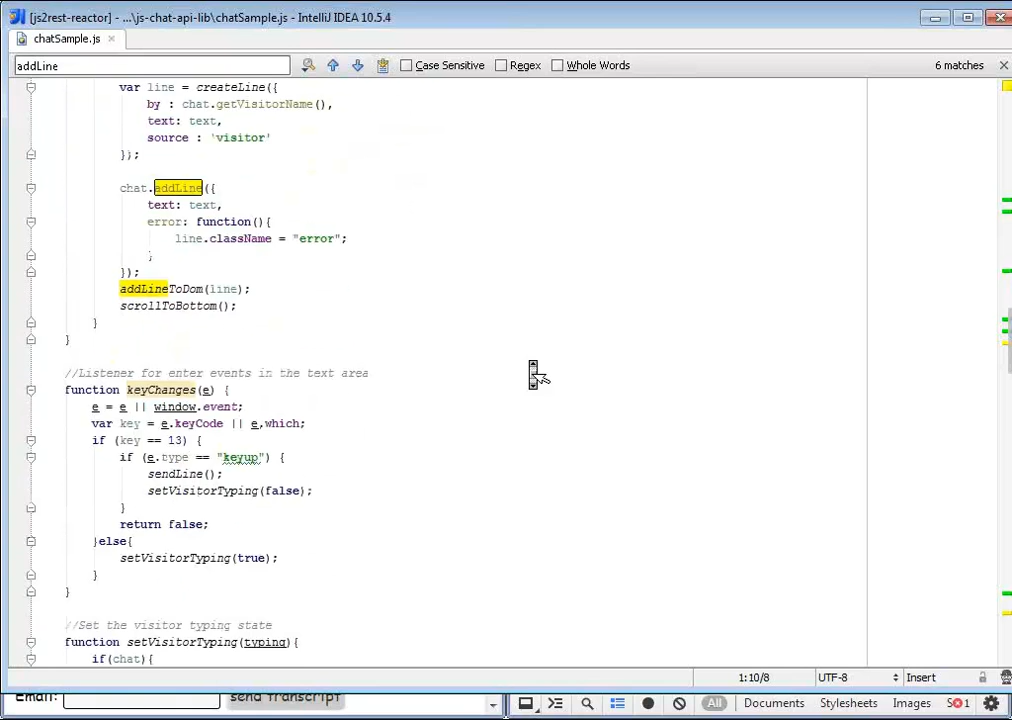 [js2rest-reactor] - ...\js-chat-api-lib\chatSample.js - IntelliJ IDEA 10.5.4
chatSample.js
addLine Case Sensitive Regex Whole Words 6 matches
var line = createLine({
by : chat.getVisitorName(),
text: text,
source : 'visitor'
});
chat.addLine({
text: text,
error: function(){
line.className = "error";
}
});
addLineToDom(line);
scrollToBottom();
}
}
//Listener for enter events in the text area
function keyChanges(e) {
e = e || window.event;
var key = e.keyCode || e,which;
if (key == 13) {
if (e.type == "keyup") {
sendLine();
setVisitorTyping(false);
}
return false;
}else{
setVisitorTyping(true);
}
}
//Set the visitor typing state
function setVisitorTyping(typing){
if(chat){
1:10/8 UTF-8 Insert
Email: send transcript
All Documents Stylesheets Images 1